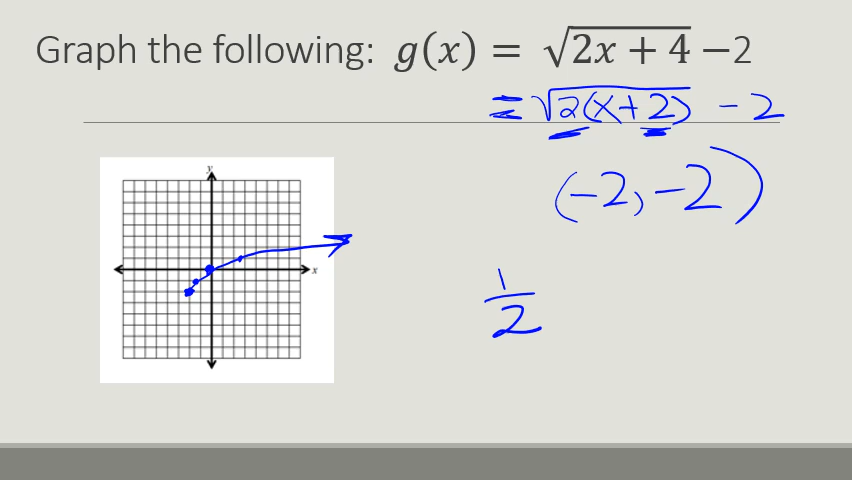 Graph the following: g(x) = √2x + 4 −2
= √2(x+2) - 2
(-2, -2)
y
x
1/2